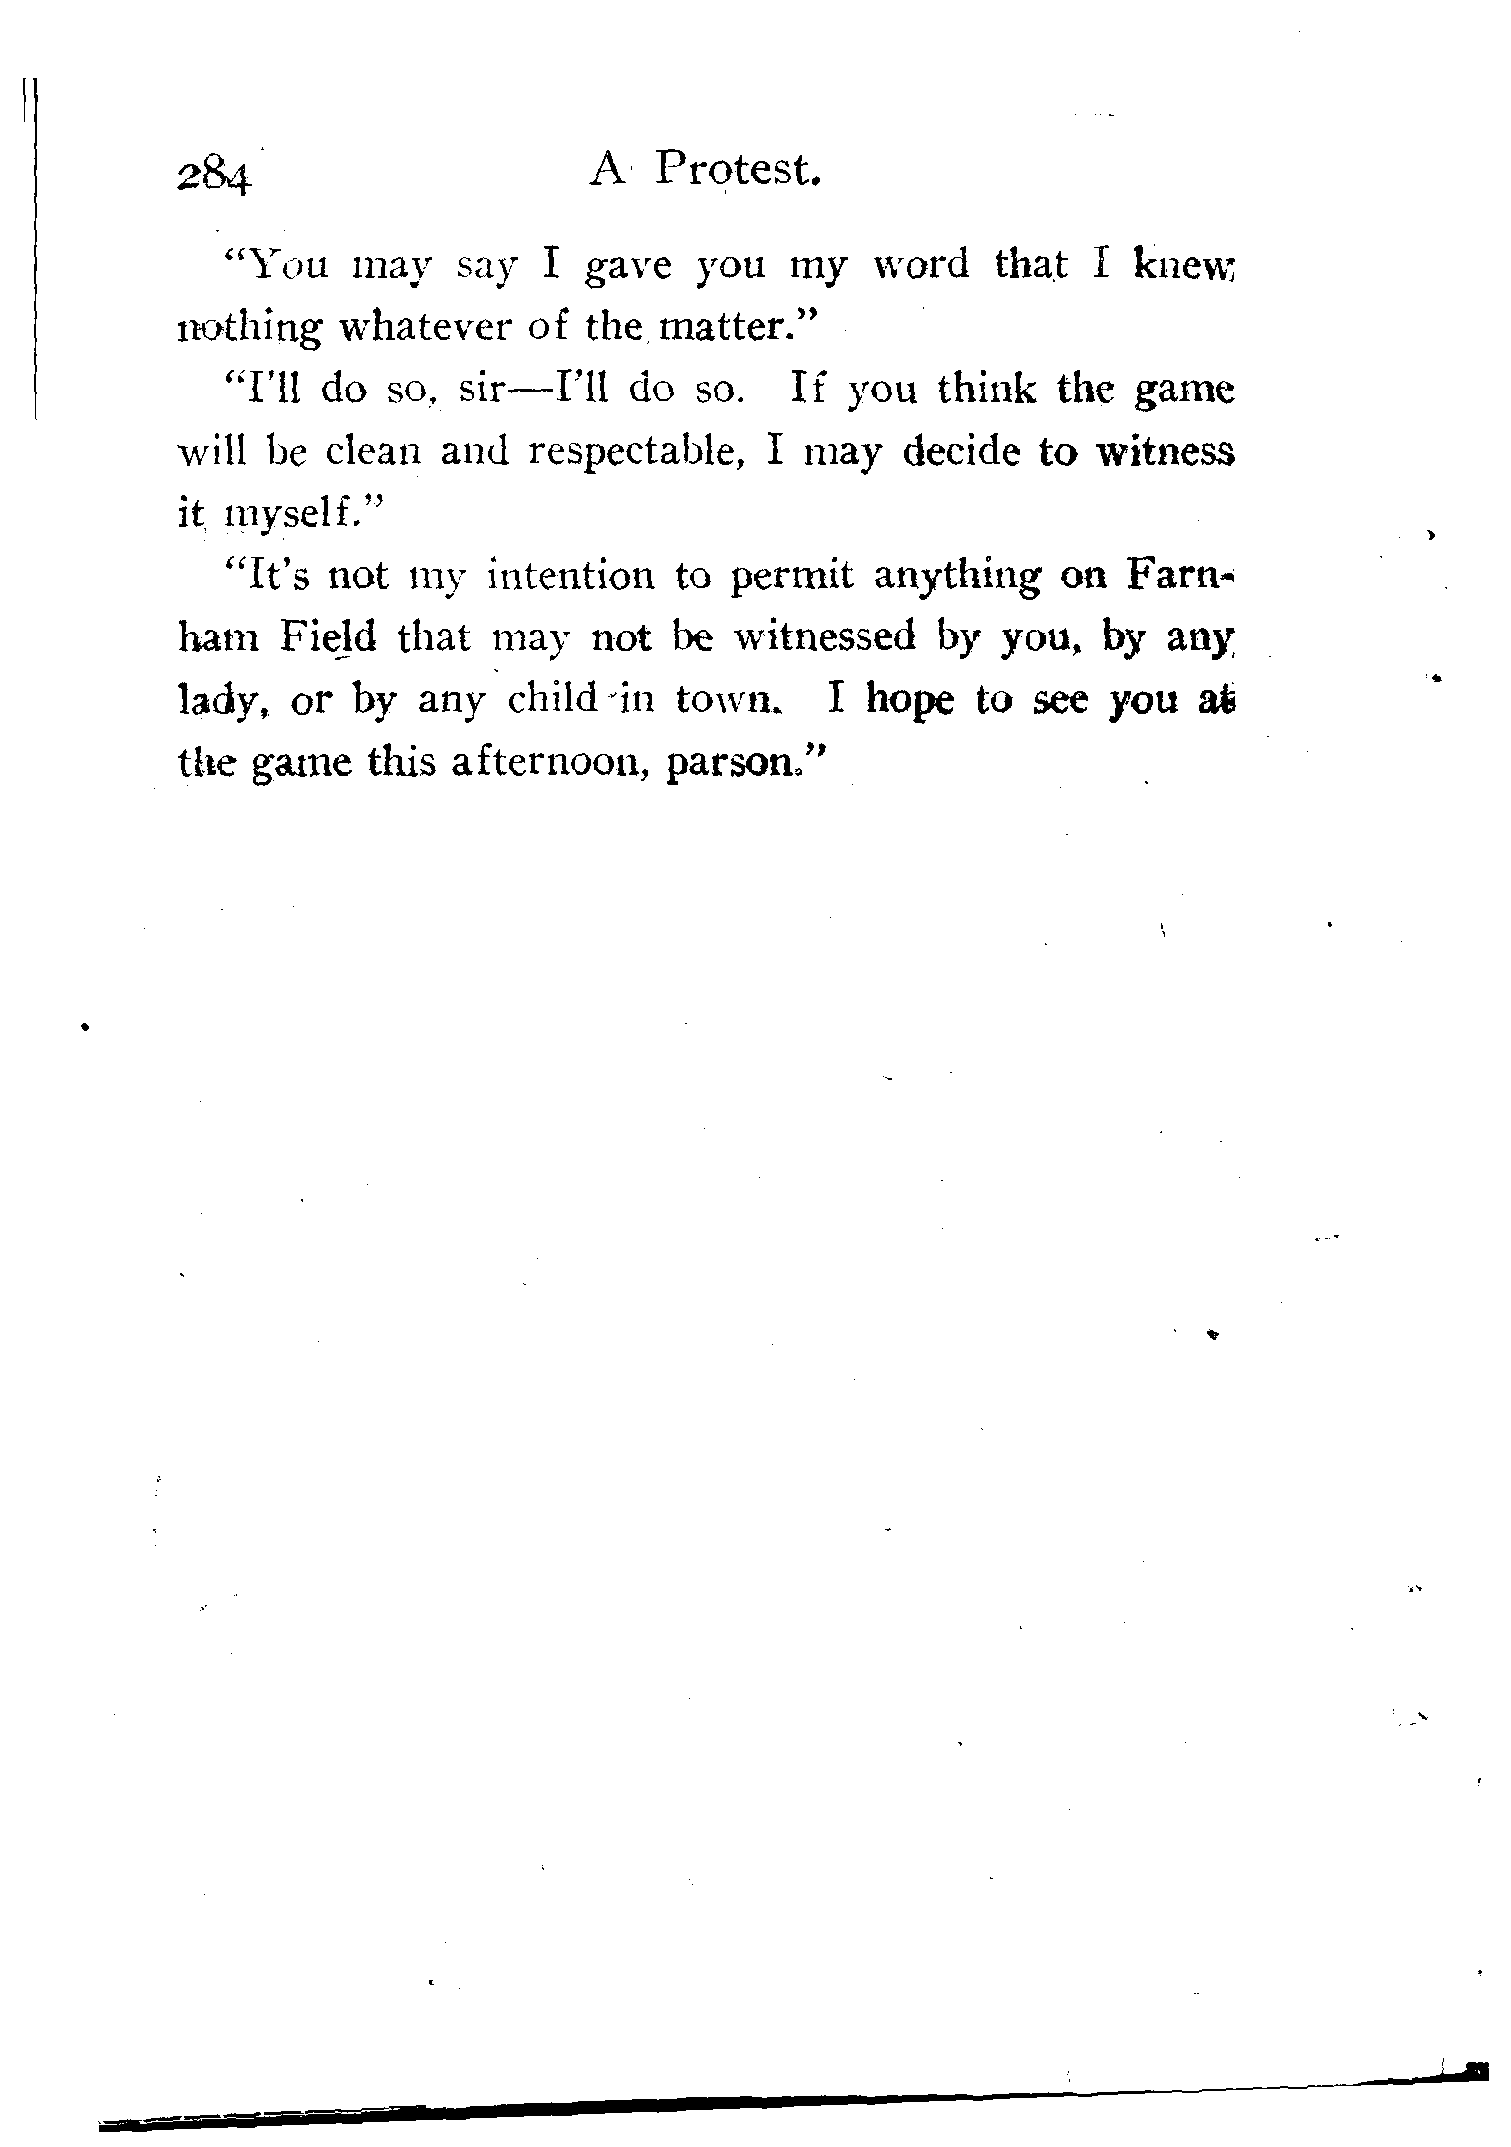 284 A Protest.
“You may say I gave you my word that I knew
nothing whatever of the matter.”
“I'll do so, sir—I'll do so. If you think the game
will be clean and respectable, I may decide to witness
it myself.”
“It's not my intention to permit anything on Farn-
ham Field that may not be witnessed by you, by any
lady, or by any child in town. I hope to see you at
the game this afternoon, parson.”